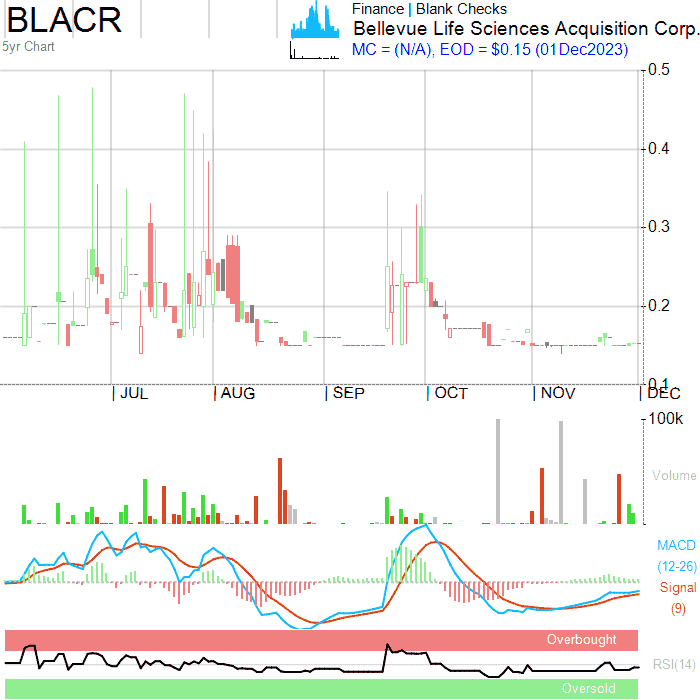 BLACR
5yr Chart
Finance | Blank Checks
Bellevue Life Sciences Acquisition Corp.
MC = (N/A), EOD = $0.15 (01Dec2023)
0.5
0.4
0.3
0.2
0.1
JUL AUG SEP OCT NOV DEC
100k
Volume
MACD
(12-26)
Signal
(9)
Overbought
RSI(14)
Oversold